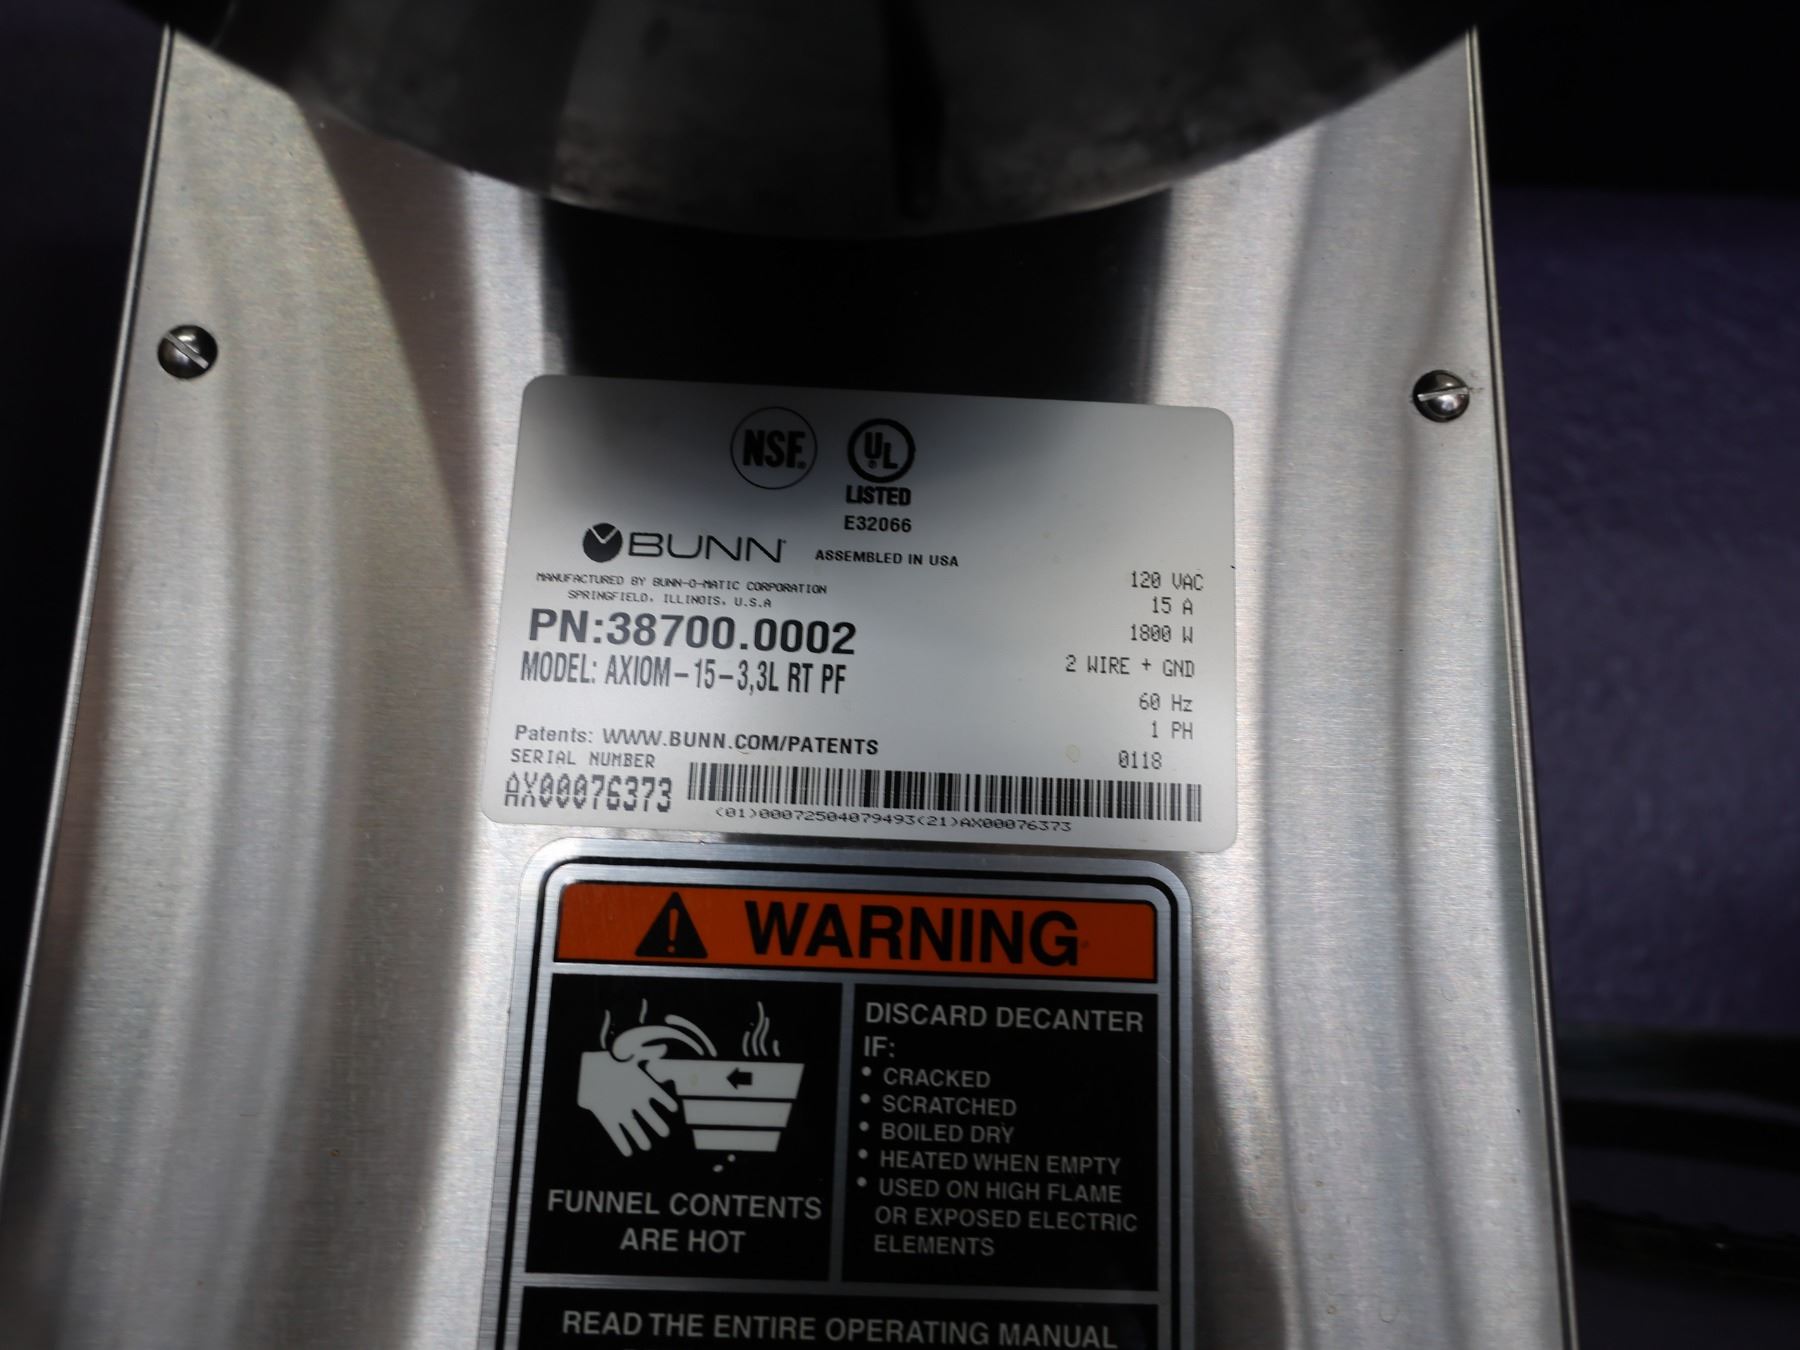 NSF.
UL
LISTED
E32066
BUNN
ASSEMBLED IN USA
MANUFACTURED BY BUNN-O-MATIC CORPORATION
SPRINGFIELD, ILLINOIS, U.S.A
PN:38700.0002
MODEL: AXIOM-15-3,3L RT PF
120 VAC
15 A
1800 W
2 WIRE + GND
60 Hz
1 PH
0118
Patents: WWW.BUNN.COM/PATENTS
SERIAL NUMBER
AX00076373
(01)00072504079493(21)AX00076373
WARNING
FUNNEL CONTENTS
ARE HOT
DISCARD DECANTER
IF:
• CRACKED
• SCRATCHED
• BOILED DRY
• HEATED WHEN EMPTY
• USED ON HIGH FLAME
OR EXPOSED ELECTRIC
ELEMENTS
READ THE ENTIRE OPERATING MANUAL